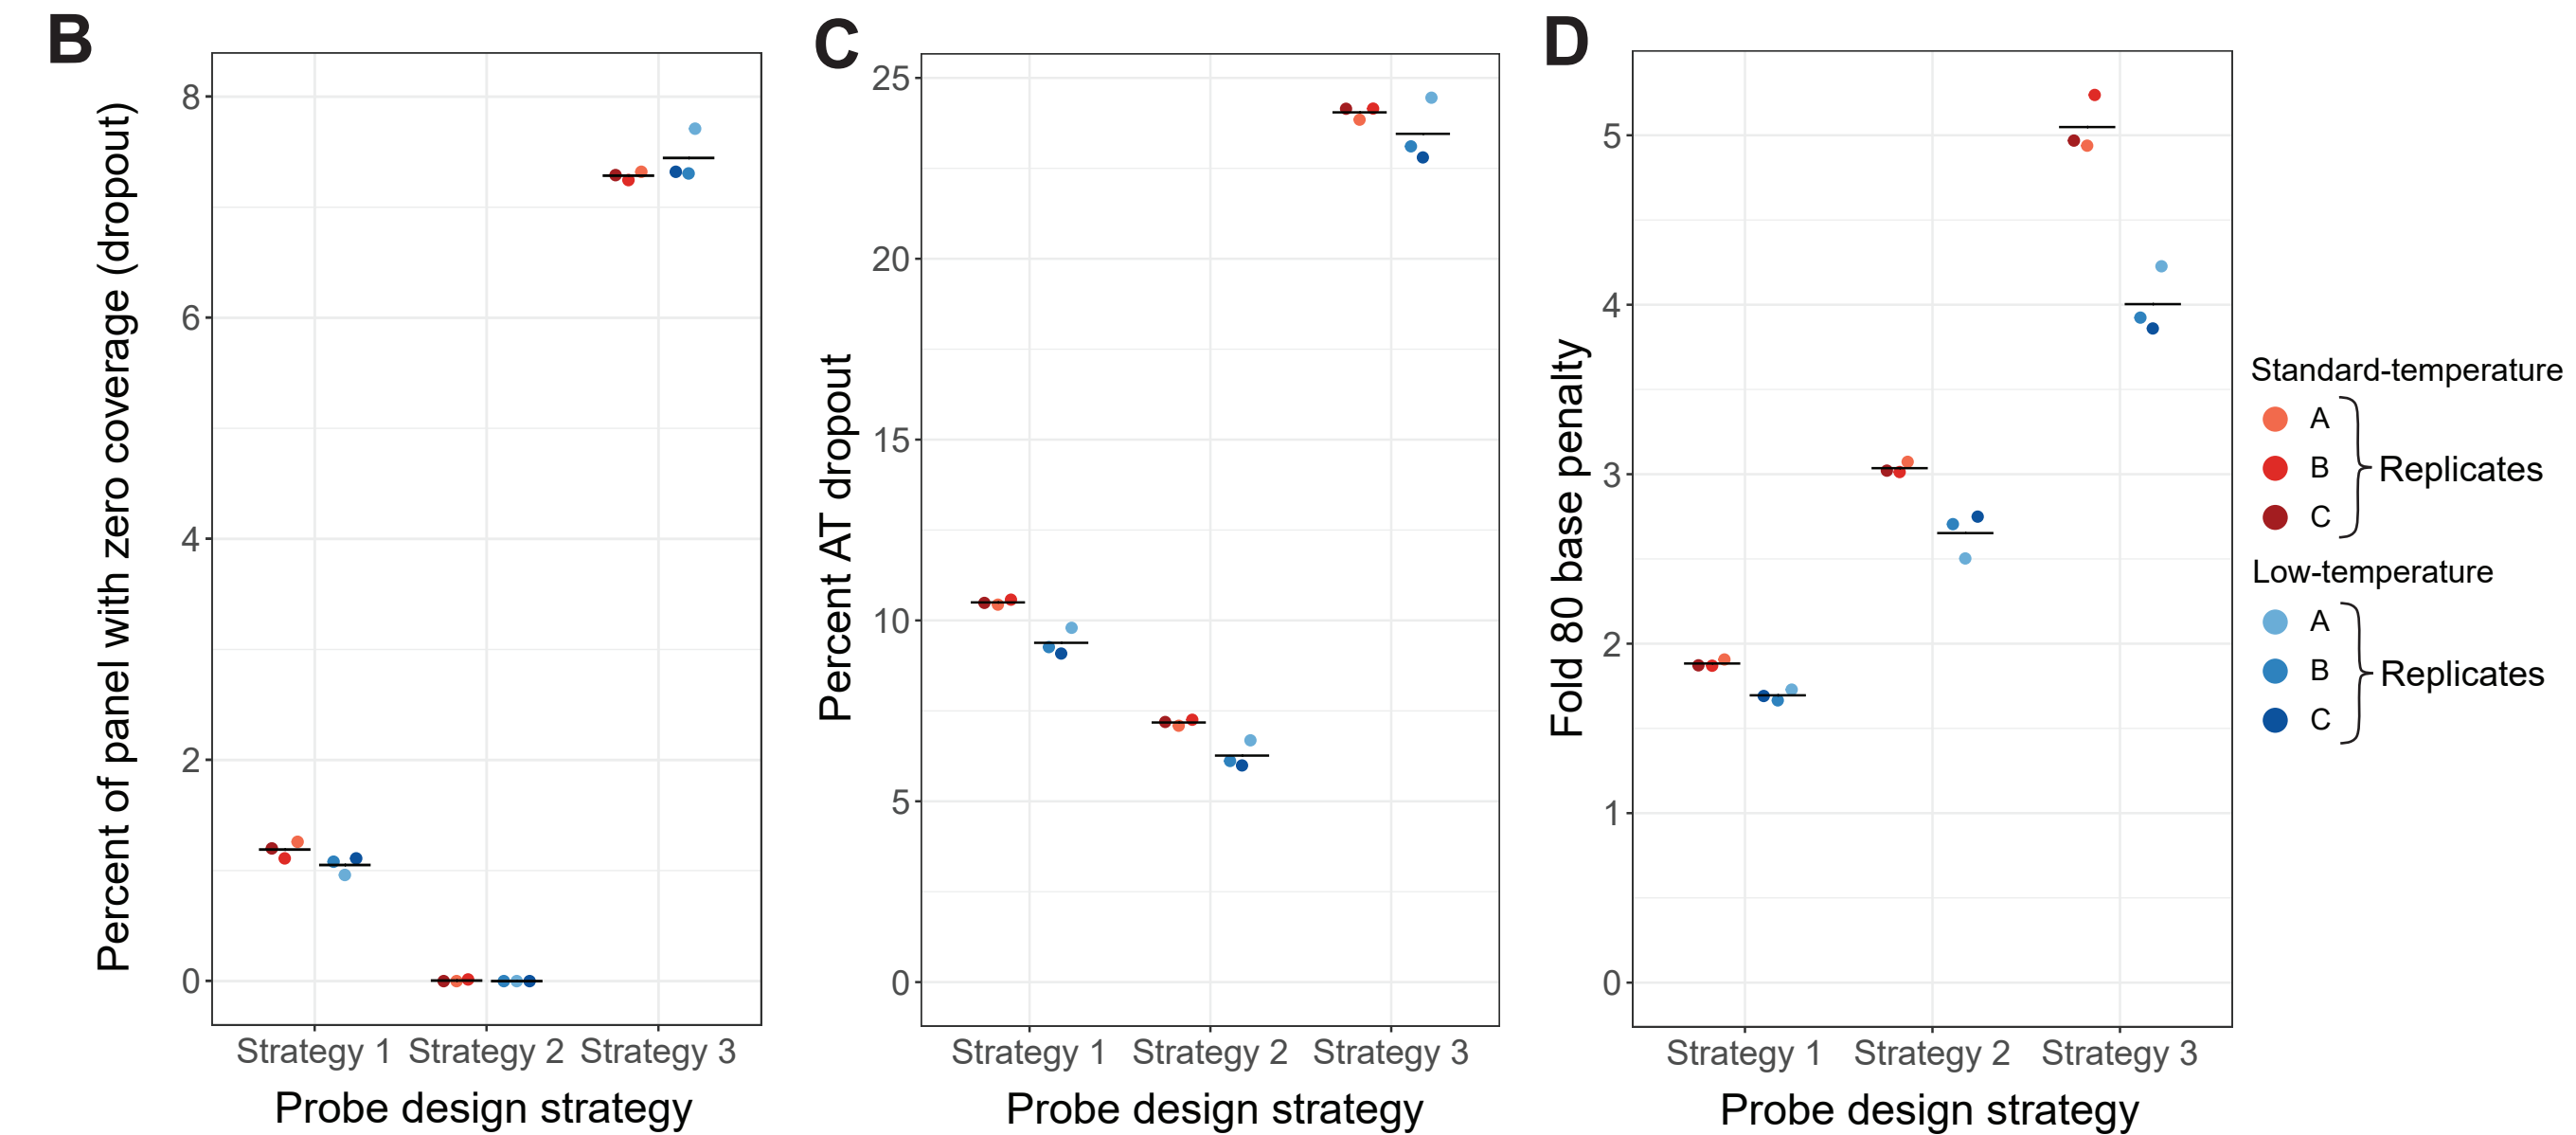 B
Percent of panel with zero coverage (dropout)
8
6
4
2
0
Strategy 1 Strategy 2 Strategy 3
Probe design strategy
C
Percent AT dropout
25
20
15
10
5
0
Strategy 1 Strategy 2 Strategy 3
Probe design strategy
D
Fold 80 base penalty
5
4
3
2
1
0
Strategy 1 Strategy 2 Strategy 3
Probe design strategy
Standard-temperature
A
B Replicates
C
Low-temperature
A
B Replicates
C